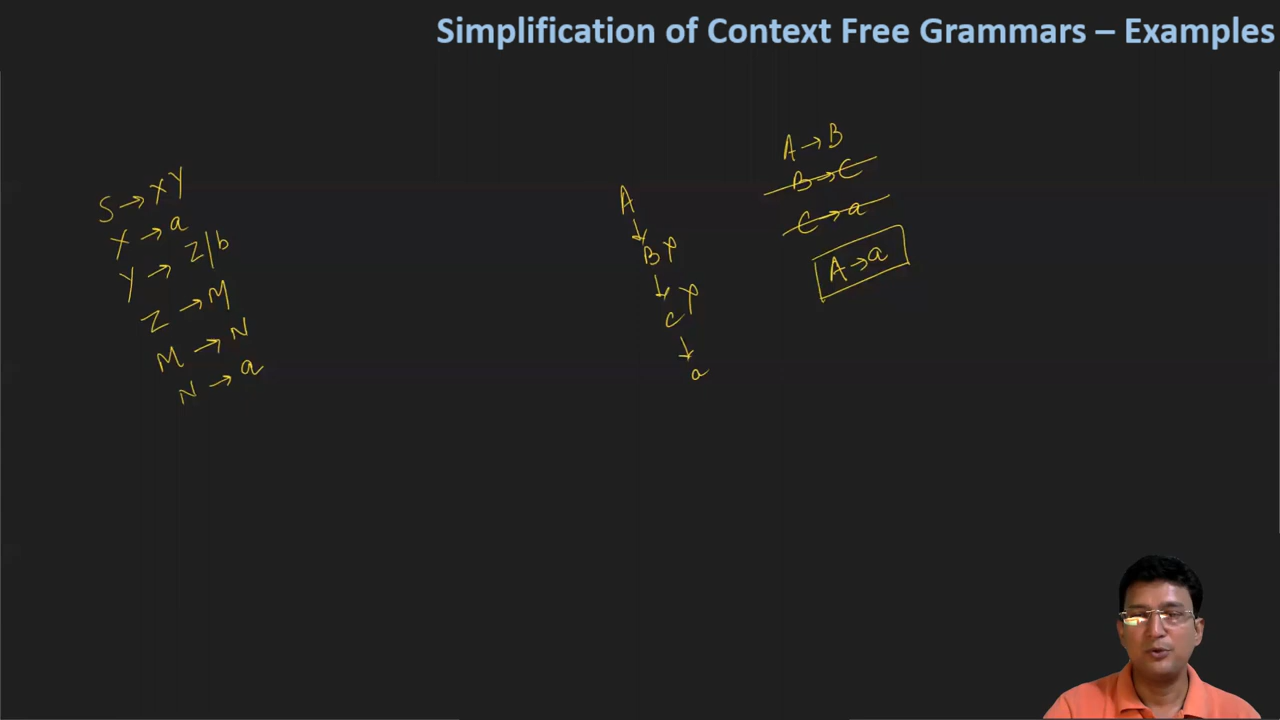 Simplification of Context Free Grammars – Examples
S → XY
X → a
Y → Z|b
Z → M
M → N
N → a
A
↓
B
↓
C
↓
a
A → B
B → C
C → a
A → a